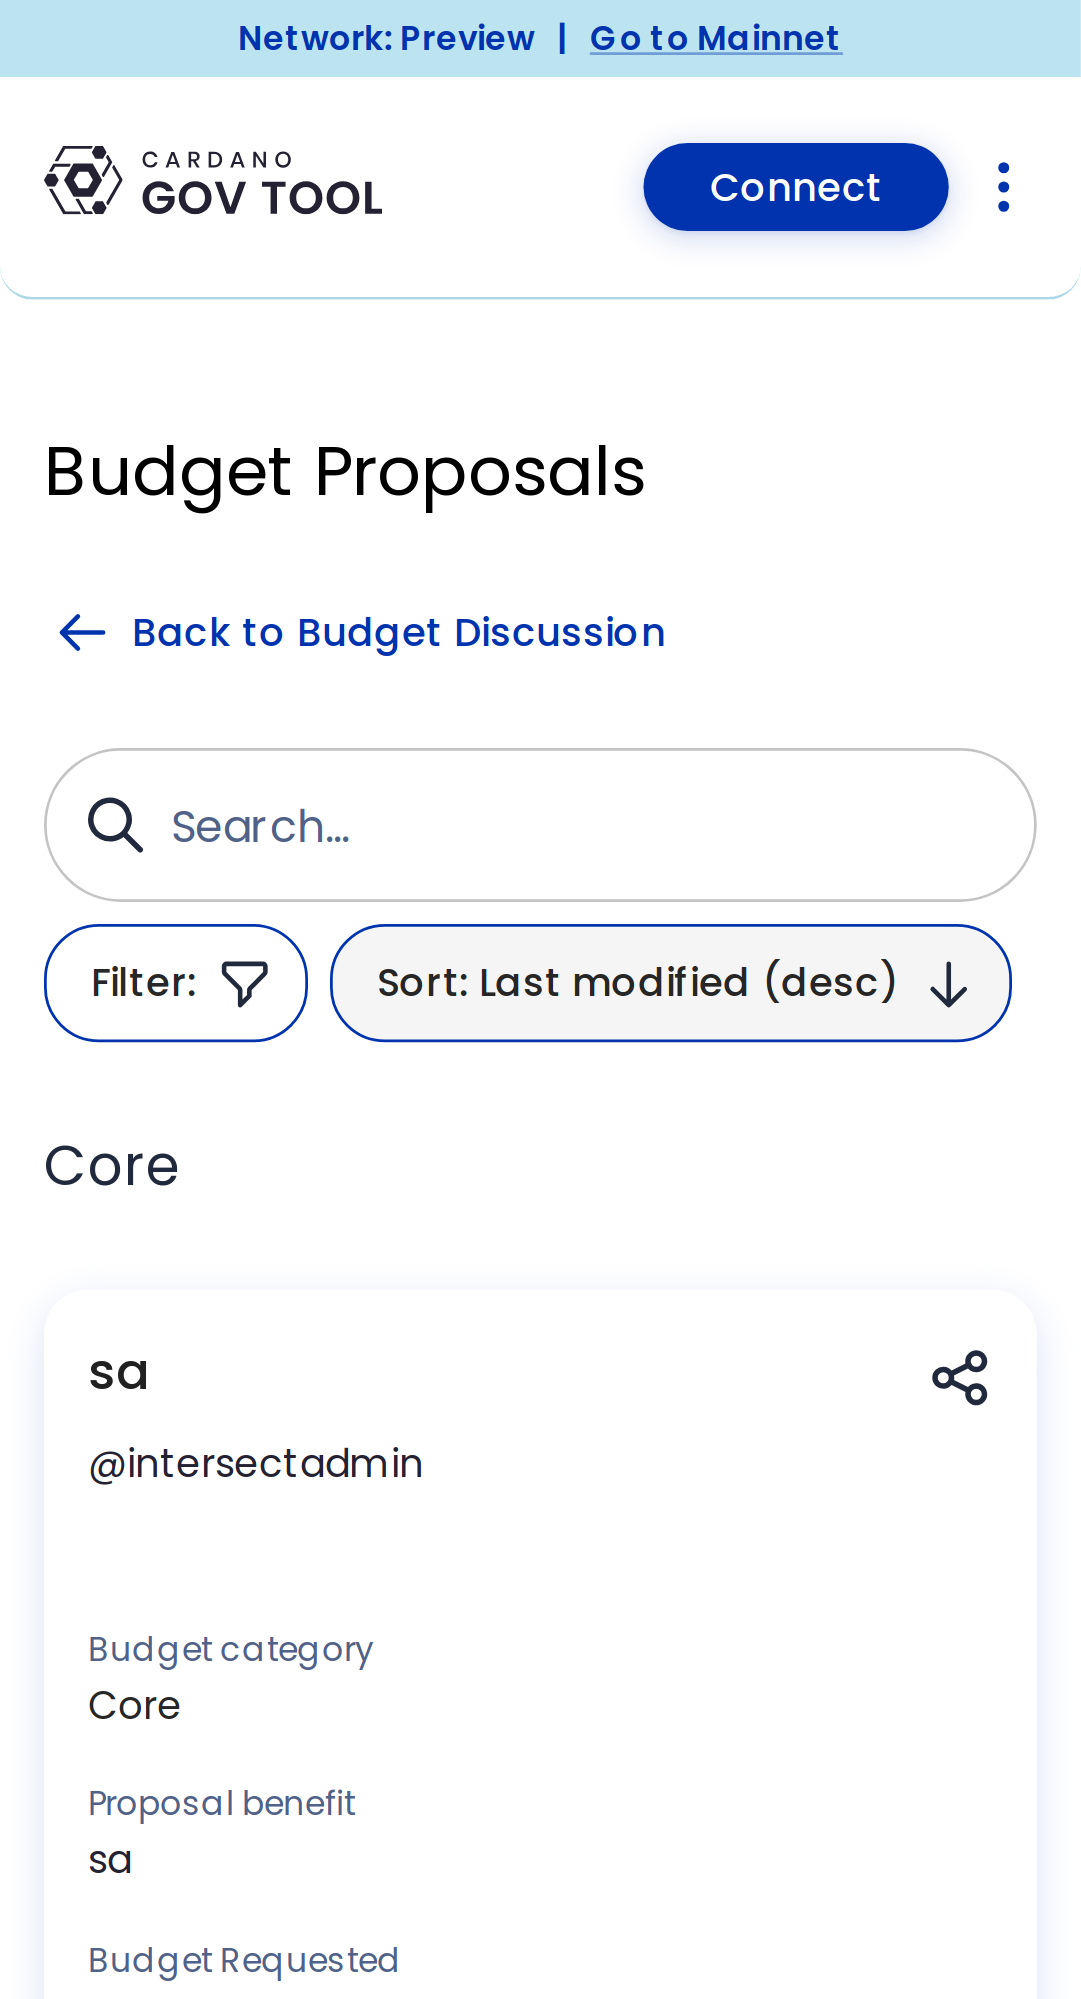 Network: Preview | Go to Mainnet
CARDANO
GOV TOOL
Connect
Budget Proposals
Back to Budget Discussion
Search...
Filter:
Sort: Last modified (desc)
Core
sa
@intersectadmin
Budget category
Core
Proposal benefit
sa
Budget Requested